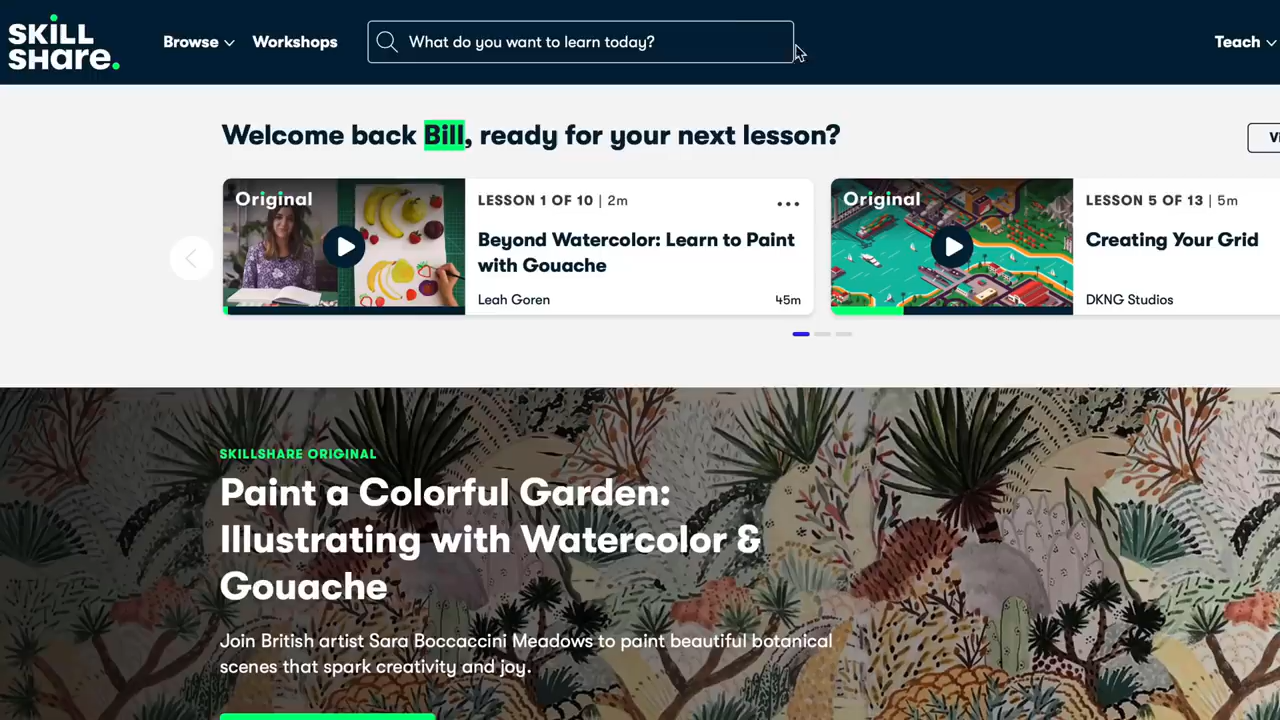 SKILL
SHARE.
Browse
Workshops
What do you want to learn today?
Teach
Welcome back Bill, ready for your next lesson?
Original
LESSON 1 OF 10 | 2m
Beyond Watercolor: Learn to Paint
with Gouache
Leah Goren
45m
Original
LESSON 5 OF 13 | 5m
Creating Your Grid
DKNG Studios
SKILLSHARE ORIGINAL
Paint a Colorful Garden:
Illustrating with Watercolor &
Gouache
Join British artist Sara Boccaccini Meadows to paint beautiful botanical
scenes that spark creativity and joy.